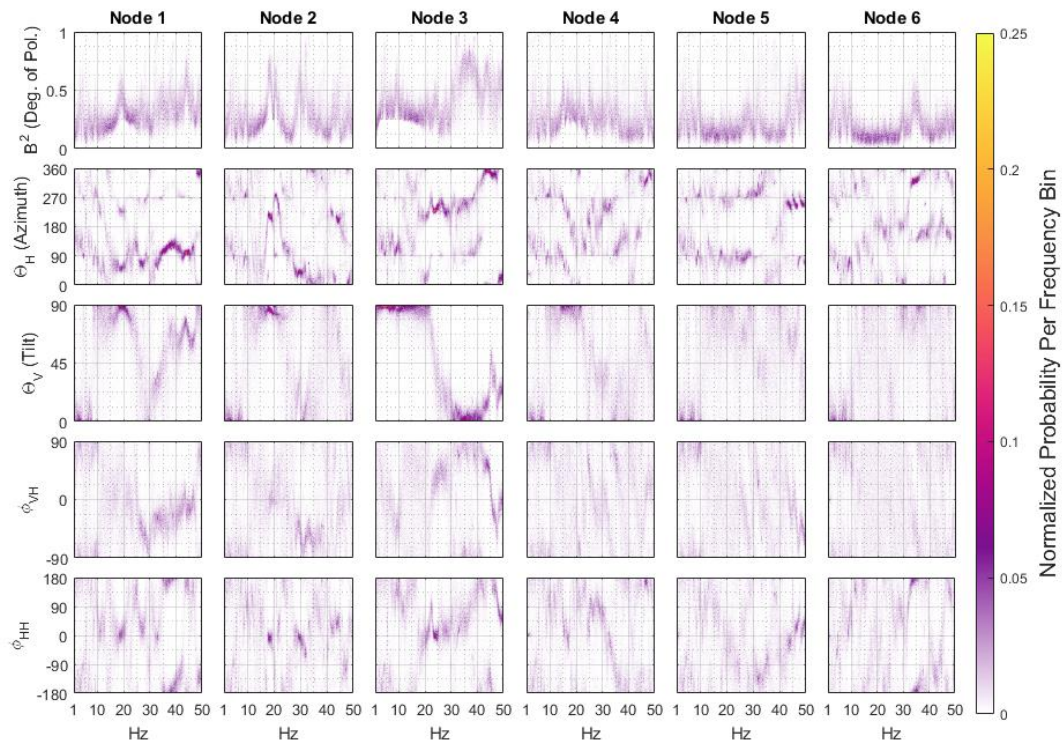 Node 1 Node 2 Node 3 Node 4 Node 5 Node 6
1
0.5
0
B² (Deg. of Pol.)
360
270
180
90
0
Θ_H (Azimuth)
90
45
0
Θ_V (Tilt)
90
0
-90
ϕ_VH
180
90
0
-90
-180
ϕ_HH
1 10 20 30 40 50 1 10 20 30 40 50 1 10 20 30 40 50 1 10 20 30 40 50 1 10 20 30 40 50 1 10 20 30 40 50
Hz Hz Hz Hz Hz Hz
0.25
0.2
0.15
0.1
0.05
0
Normalized Probability Per Frequency Bin